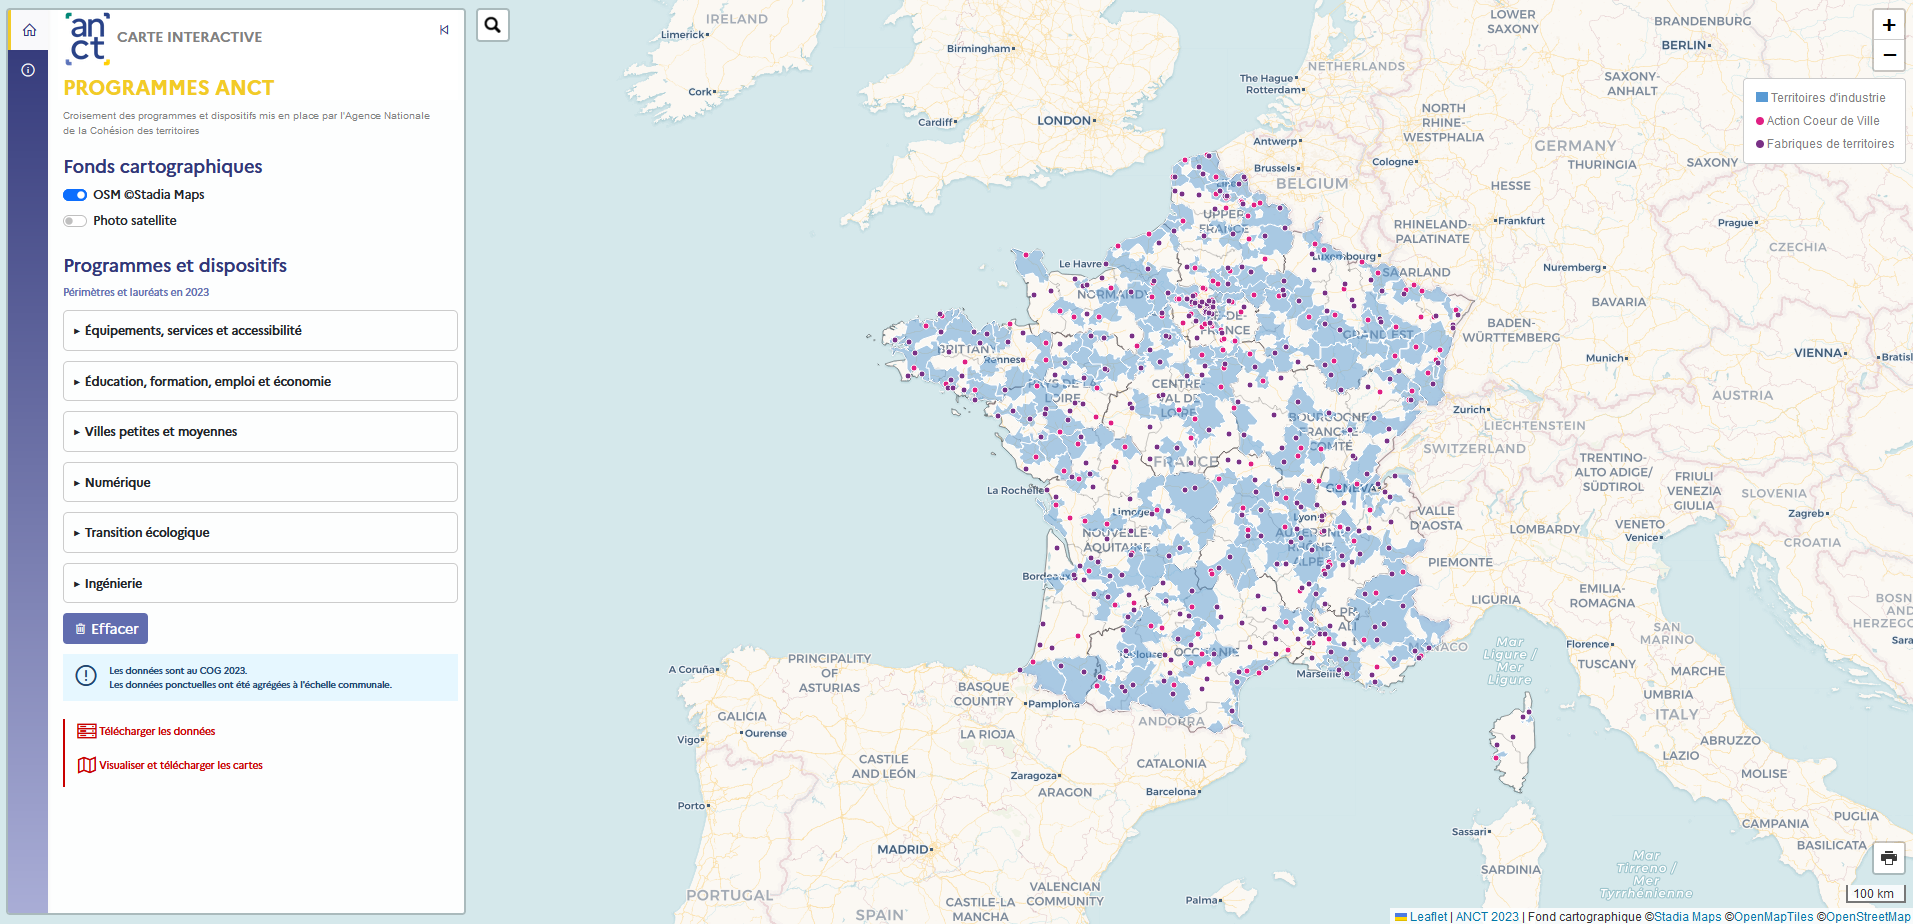 anct
CARTE INTERACTIVE
PROGRAMMES ANCT
Croisement des programmes et dispositifs mis en place par l'Agence Nationale
de la Cohésion des territoires
Fonds cartographiques
OSM ©Stadia Maps
Photo satellite
Programmes et dispositifs
Périmètres et lauréats en 2023
Équipements, services et accessibilité
Éducation, formation, emploi et économie
Villes petites et moyennes
Numérique
Transition écologique
Ingénierie
Effacer
Les données sont au COG 2023.
Les données ponctuelles ont été agrégées à l'échelle communale.
Télécharger les données
Visualiser et télécharger les cartes
+
−
Territoires d'industrie
Action Coeur de Ville
Fabriques de territoires
IRELAND
Limerick
Cork
Birmingham
Cardiff
LONDON
The Hague
Rotterdam
NETHERLANDS
Antwerp
Brussels
BELGIUM
LOWER
SAXONY
BRANDENBURG
BERLIN
SAXONY-
ANHALT
NORTH
RHINE-
WESTPHALIA
GERMANY
Cologne
THURINGIA
SAXONY
HESSE
RHINELAND-
PALATINATE
Frankfurt
Prague
CZECHIA
Luxembourg
SAARLAND
Nuremberg
BAVARIA
BADEN-
WÜRTTEMBERG
Munich
VIENNA
Bratisl
AUSTRIA
Zurich
LIECHTENSTEIN
SWITZERLAND
TRENTINO-
ALTO ADIGE/
SÜDTIROL
FRIULI
VENEZIA
GIULIA
SLOVENIA
Zagreb
VALLE
D'AOSTA
LOMBARDY
VENETO
Venice
CROATIA
PIEMONTE
EMILIA-
ROMAGNA
LIGURIA
BOSN
AND
HERZEGO
Sara
SAN
MARINO
Florence
TUSCANY
MARCHE
Mar
Ligure /
Mer
Ligure
UMBRIA
ITALY
ABRUZZO
LAZIO
MOLISE
PUGLIA
CAMPANIA
BASILICATA
Sassari
SARDINIA
Mar
Tirreno /
Mer
Tyrrhénienne
UPPER
FRANCE
Le Havre
NORMANDY
ÎLE-DE-
FRANCE
GRAND EST
BRITTANY
Rennes
PAYS DE LA
LOIRE
CENTRE-
VAL DE
LOIRE
BOURGOGNE
FRANCHE
COMTÉ
FRANCE
GENEVA
La Rochelle
Limoges
Lyon
NOUVELLE-
AQUITAINE
AUVERGNE
RHÔNE
ALPES
Bordeaux
Toulouse
OCCITANIE
Marseille
MONACO
A Coruña
PRINCIPALITY
OF
ASTURIAS
BASQUE
COUNTRY
Pamplona
ANDORRA
GALICIA
Ourense
Vigo
LA RIOJA
CASTILE
AND LEÓN
CATALONIA
Zaragoza
ARAGON
Barcelona
Porto
MADRID
PORTUGAL
SPAIN
CASTILE-LA
MANCHA
VALENCIAN
COMMUNITY
Palma
100 km
Leaflet | ANCT 2023 | Fond cartographique ©Stadia Maps ©OpenMapTiles ©OpenStreetMap